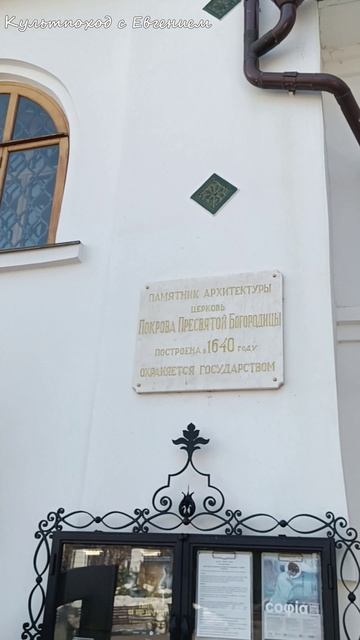 Культпоход с Евгением
ПАМЯТНИК АРХИТЕКТУРЫ
ЦЕРКОВЬ
ПОКРОВА ПРЕСВЯТОЙ БОГОРОДИЦЫ
ПОСТРОЕНА В 1640 ГОДУ
ОХРАНЯЕТСЯ ГОСУДАРСТВОМ
софія